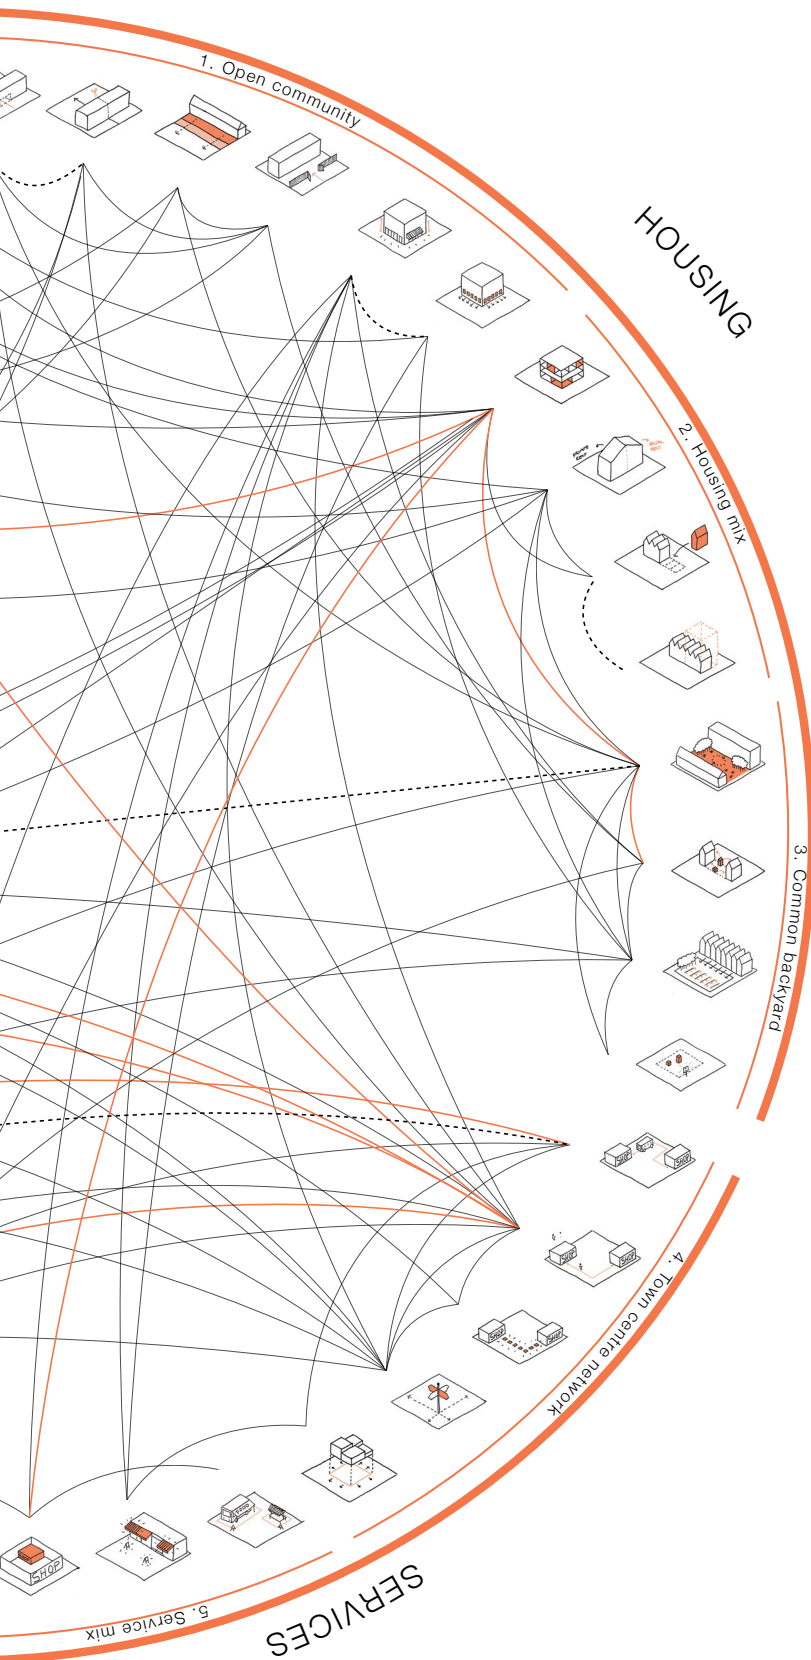 1. Open community
HOUSING
2. Housing mix
3. Common backyard
SHOP
SHOP
4. Town centre network
SHOP
SHOP
SHOP
SHOP
SERVICES
5. Service mix
SHOP